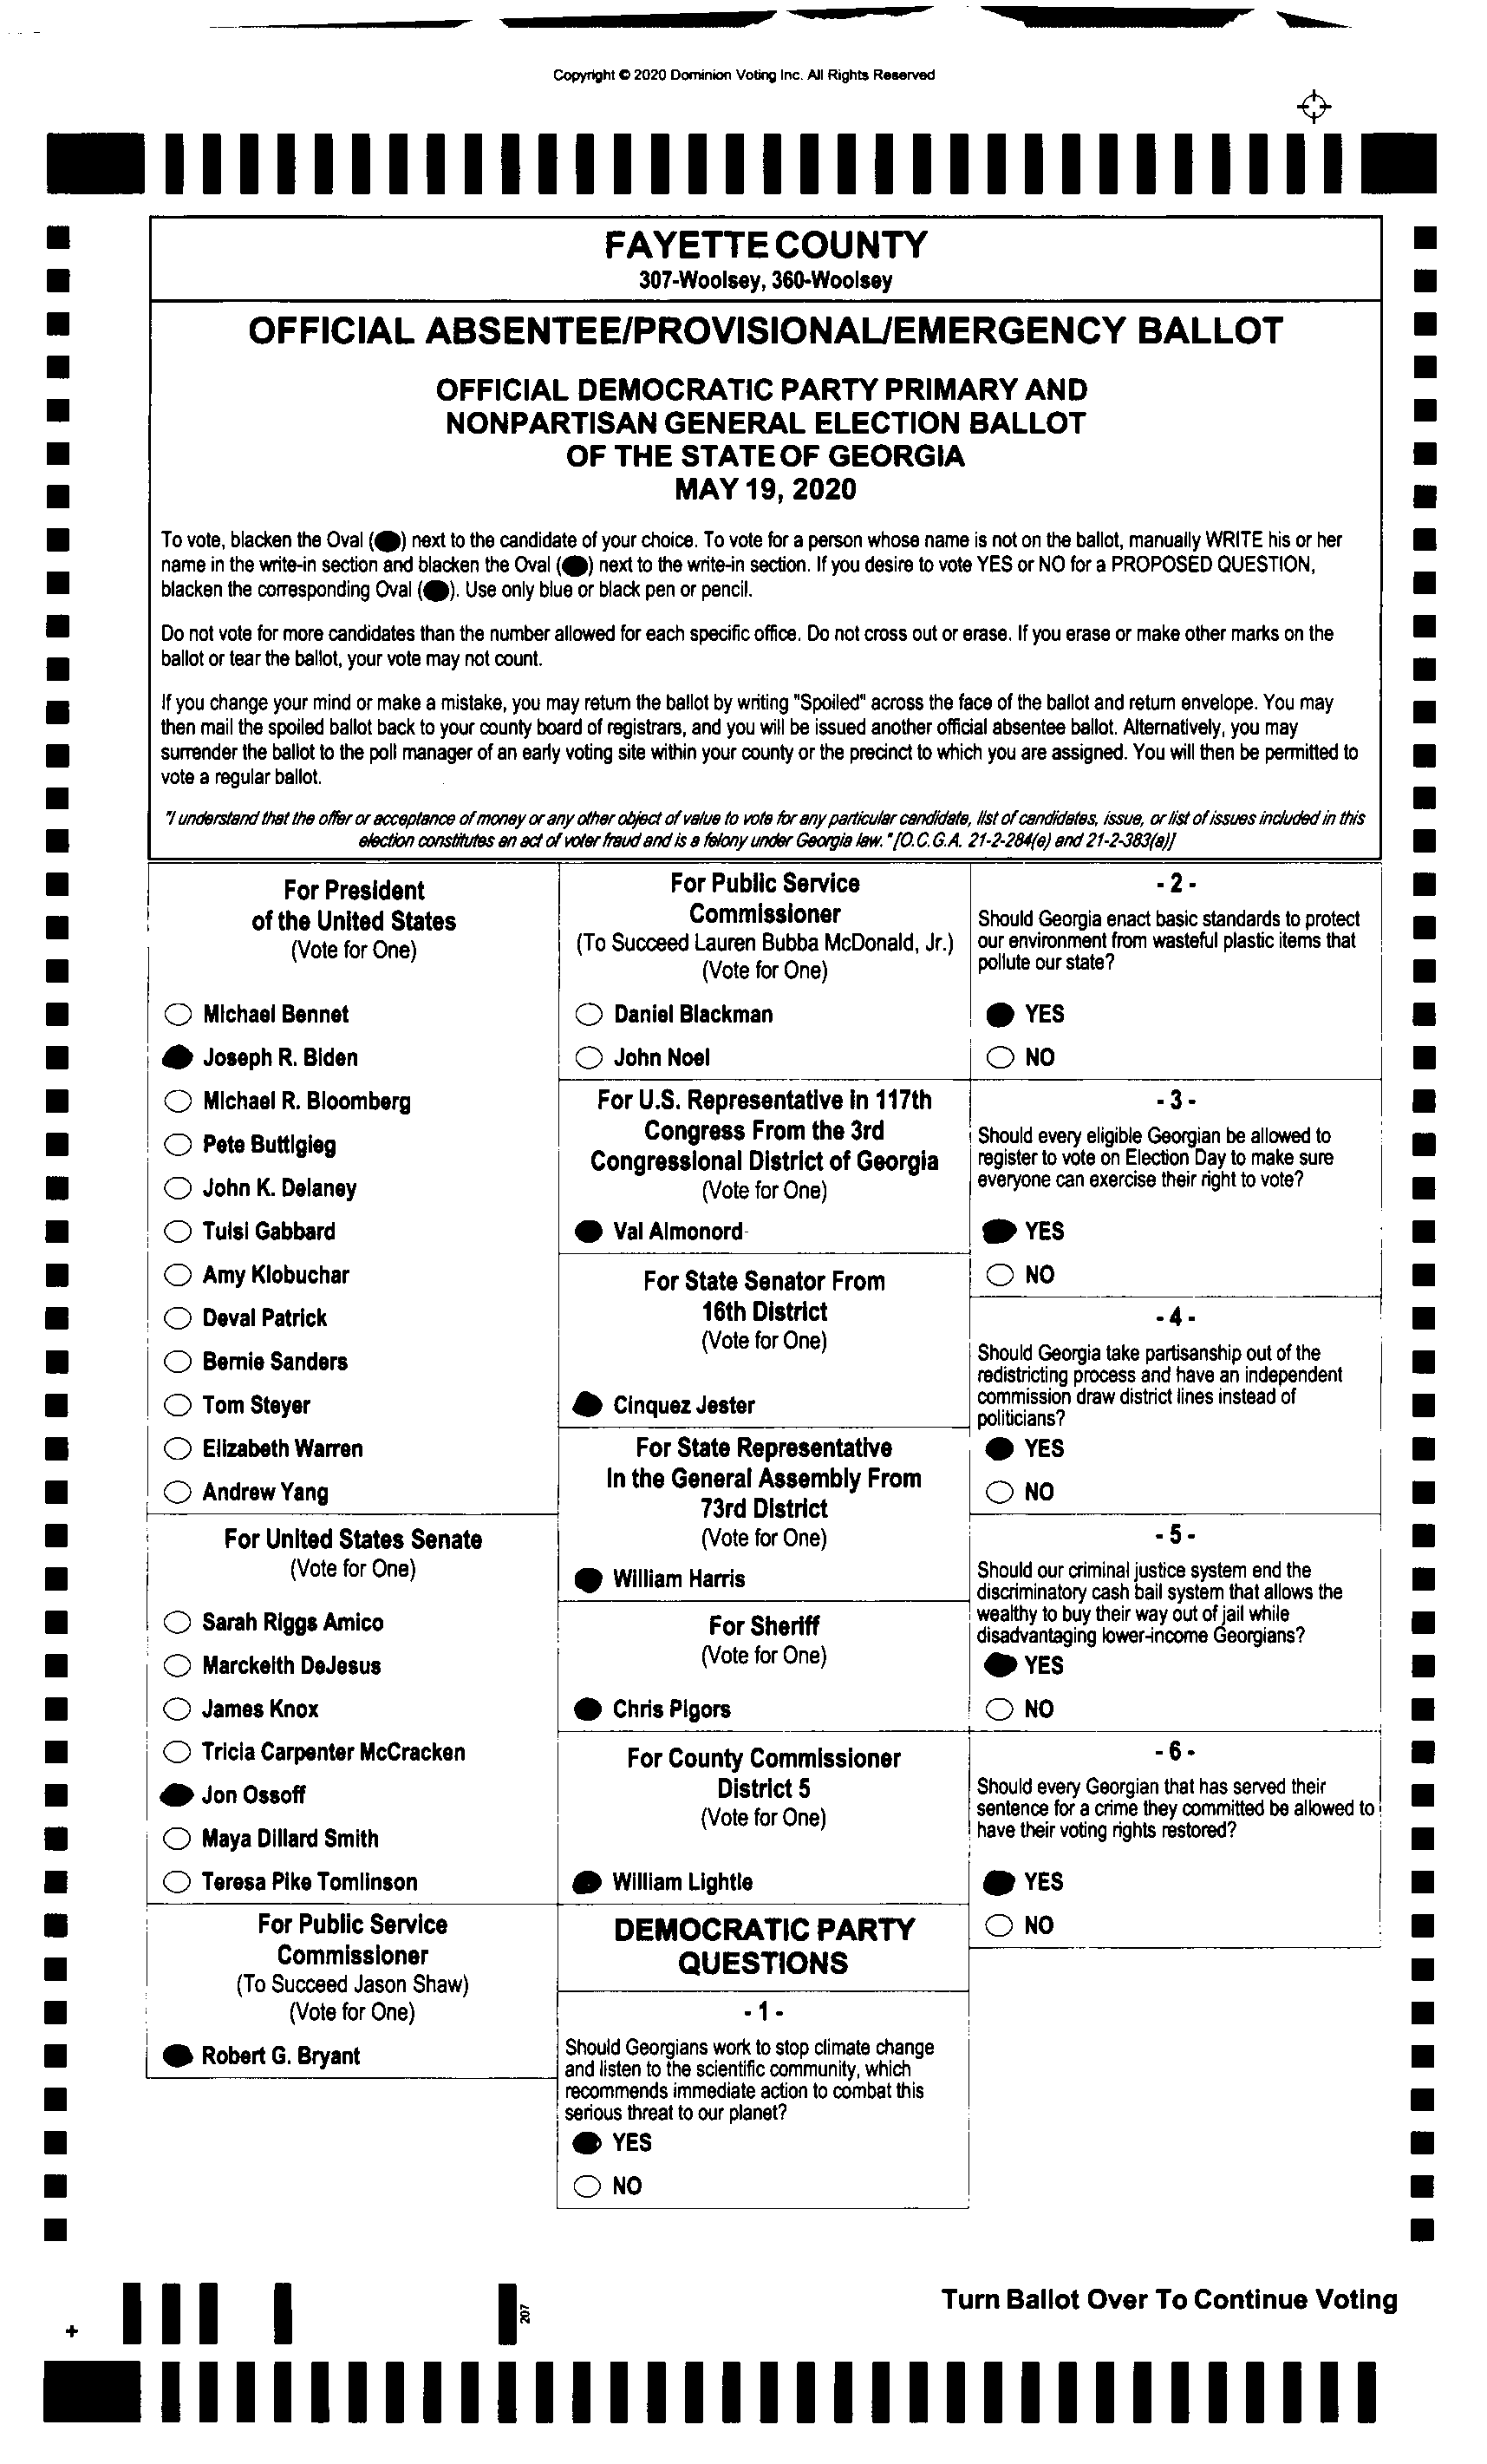 Copyright © 2020 Dominion Voting Inc. All Rights Reserved
FAYETTE COUNTY
307-Woolsey, 360-Woolsey
OFFICIAL ABSENTEE/PROVISIONAL/EMERGENCY BALLOT
OFFICIAL DEMOCRATIC PARTY PRIMARY AND
NONPARTISAN GENERAL ELECTION BALLOT
OF THE STATE OF GEORGIA
MAY 19, 2020
To vote, blacken the Oval (⬬) next to the candidate of your choice. To vote for a person whose name is not on the ballot, manually WRITE his or her
name in the write-in section and blacken the Oval (⬬) next to the write-in section. If you desire to vote YES or NO for a PROPOSED QUESTION,
blacken the corresponding Oval (⬬). Use only blue or black pen or pencil.
Do not vote for more candidates than the number allowed for each specific office. Do not cross out or erase. If you erase or make other marks on the
ballot or tear the ballot, your vote may not count.
If you change your mind or make a mistake, you may return the ballot by writing "Spoiled" across the face of the ballot and return envelope. You may
then mail the spoiled ballot back to your county board of registrars, and you will be issued another official absentee ballot. Alternatively, you may
surrender the ballot to the poll manager of an early voting site within your county or the precinct to which you are assigned. You will then be permitted to
vote a regular ballot.
"I understand that the offer or acceptance of money or any other object of value to vote for any particular candidate, list of candidates, issue, or list of issues included in this
election constitutes an act of voter fraud and is a felony under Georgia law." [O.C.G.A. 21-2-284(e) and 21-2-383(a)]
For President
of the United States
(Vote for One)
Michael Bennet
Joseph R. Biden
Michael R. Bloomberg
Pete Buttigieg
John K. Delaney
Tulsi Gabbard
Amy Klobuchar
Deval Patrick
Bernie Sanders
Tom Steyer
Elizabeth Warren
Andrew Yang
For United States Senate
(Vote for One)
Sarah Riggs Amico
Marckeith DeJesus
James Knox
Tricia Carpenter McCracken
Jon Ossoff
Maya Dillard Smith
Teresa Pike Tomlinson
For Public Service
Commissioner
(To Succeed Jason Shaw)
(Vote for One)
Robert G. Bryant
For Public Service
Commissioner
(To Succeed Lauren Bubba McDonald, Jr.)
(Vote for One)
Daniel Blackman
John Noel
For U.S. Representative in 117th
Congress From the 3rd
Congressional District of Georgia
(Vote for One)
Val Almonord
For State Senator From
16th District
(Vote for One)
Cinquez Jester
For State Representative
In the General Assembly From
73rd District
(Vote for One)
William Harris
For Sheriff
(Vote for One)
Chris Pigors
For County Commissioner
District 5
(Vote for One)
William Lightle
DEMOCRATIC PARTY
QUESTIONS
- 1 -
Should Georgians work to stop climate change
and listen to the scientific community, which
recommends immediate action to combat this
serious threat to our planet?
YES
NO
- 2 -
Should Georgia enact basic standards to protect
our environment from wasteful plastic items that
pollute our state?
YES
NO
- 3 -
Should every eligible Georgian be allowed to
register to vote on Election Day to make sure
everyone can exercise their right to vote?
YES
NO
- 4 -
Should Georgia take partisanship out of the
redistricting process and have an independent
commission draw district lines instead of
politicians?
YES
NO
- 5 -
Should our criminal justice system end the
discriminatory cash bail system that allows the
wealthy to buy their way out of jail while
disadvantaging lower-income Georgians?
YES
NO
- 6 -
Should every Georgian that has served their
sentence for a crime they committed be allowed to
have their voting rights restored?
YES
NO
Turn Ballot Over To Continue Voting
207